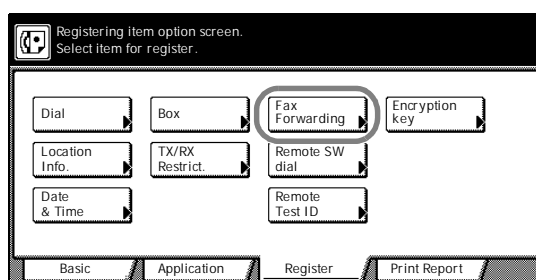 Registering item option screen.
Select item for register.
Dial
Box
Fax
Forwarding
Encryption
key
Location
Info.
TX/RX
Restrict.
Remote SW
dial
Date
& Time
Remote
Test ID
Basic
Application
Register
Print Report